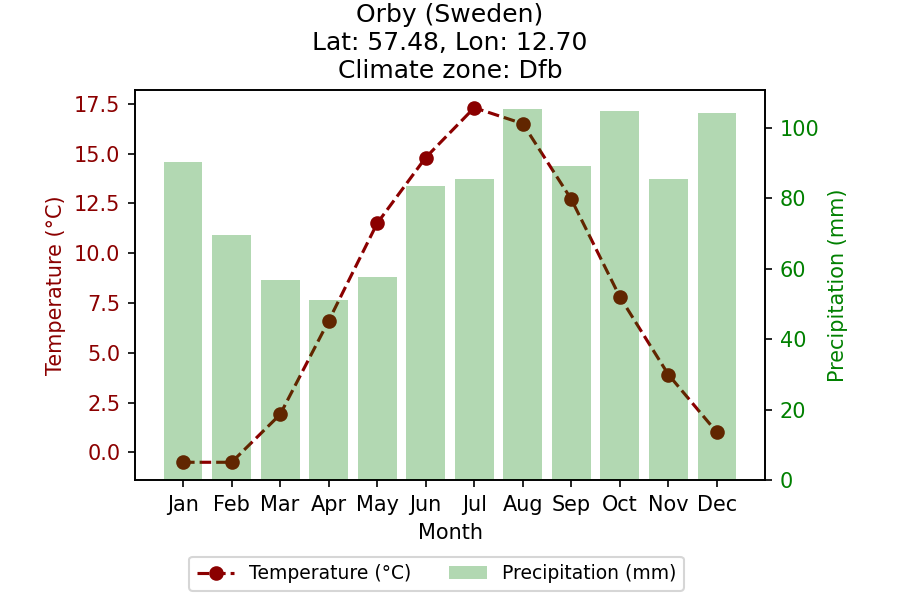 Orby (Sweden)
Lat: 57.48, Lon: 12.70
Climate zone: Dfb
17.5
15.0
12.5
10.0
7.5
5.0
2.5
0.0
Temperature (°C)
100
80
60
40
20
0
Precipitation (mm)
Jan Feb Mar Apr May Jun Jul Aug Sep Oct Nov Dec
Month
Temperature (°C) Precipitation (mm)